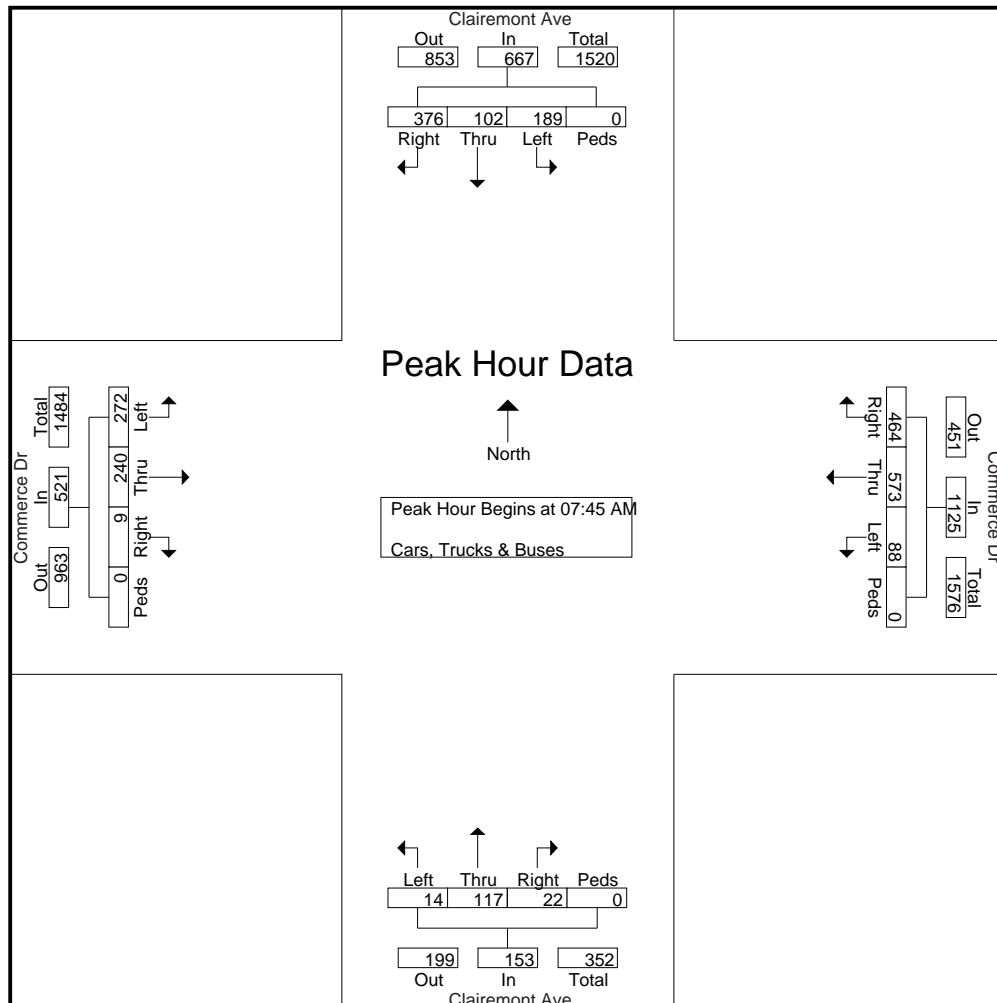 Clairemont Ave
Out In Total
853 667 1520
376 102 189 0
Right Thru Left Peds
Peak Hour Data
North
Peak Hour Begins at 07:45 AM
Cars, Trucks & Buses
Commerce Dr
Total In Out
1484 521 963
272 240 9 0
Left Thru Right Peds
Commerce Dr
Out In Total
451 1125 1576
464 573 88 0
Right Thru Left Peds
Left Thru Right Peds
14 117 22 0
199 153 352
Out In Total
Clairemont Ave